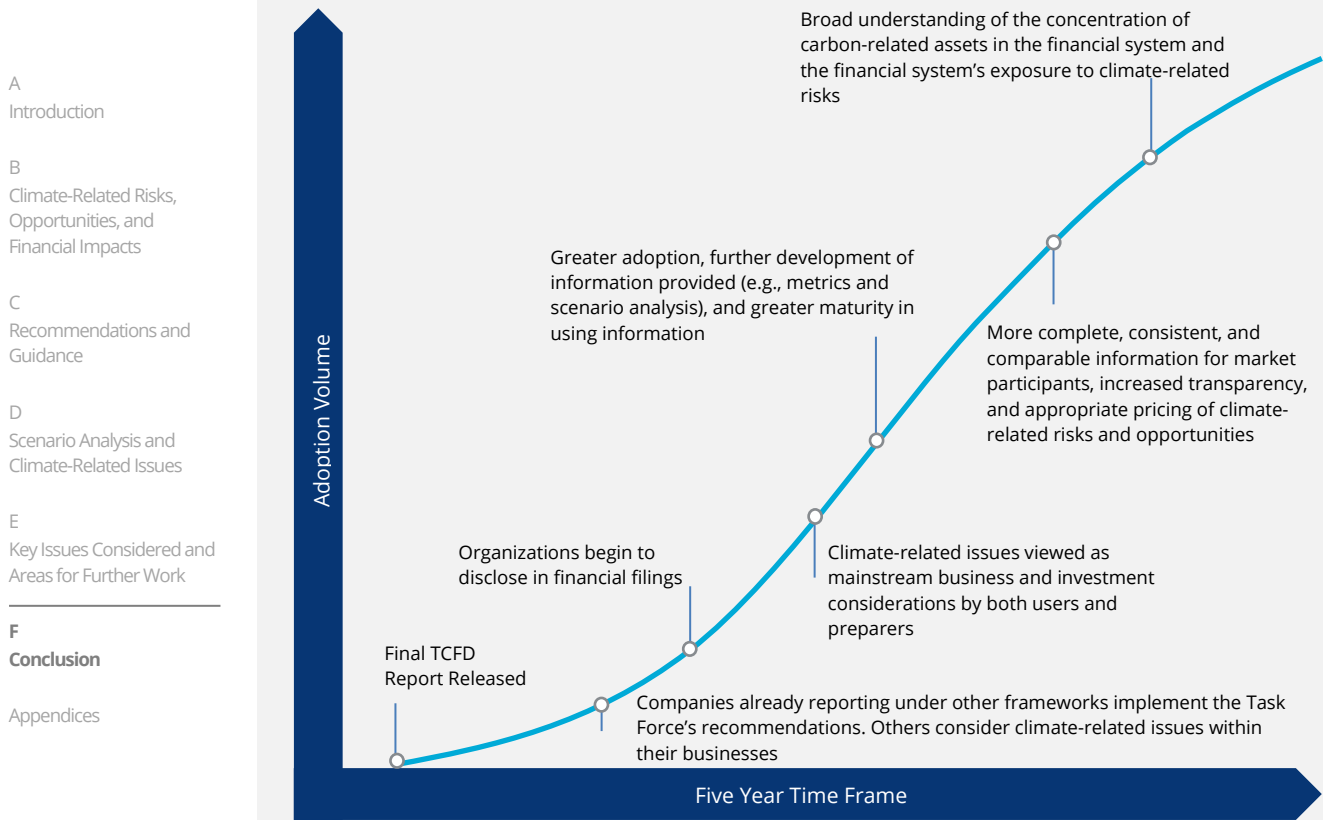 A
Introduction
B
Climate-Related Risks,
Opportunities, and
Financial Impacts
C
Recommendations and
Guidance
D
Scenario Analysis and
Climate-Related Issues
E
Key Issues Considered and
Areas for Further Work
F
Conclusion
Appendices
Adoption Volume
Broad understanding of the concentration of
carbon-related assets in the financial system and
the financial system's exposure to climate-related
risks
Greater adoption, further development of
information provided (e.g., metrics and
scenario analysis), and greater maturity in
using information
More complete, consistent, and
comparable information for market
participants, increased transparency,
and appropriate pricing of climate-
related risks and opportunities
Organizations begin to
disclose in financial filings
Climate-related issues viewed as
mainstream business and investment
considerations by both users and
preparers
Final TCFD
Report Released
Companies already reporting under other frameworks implement the Task
Force's recommendations. Others consider climate-related issues within
their businesses
Five Year Time Frame